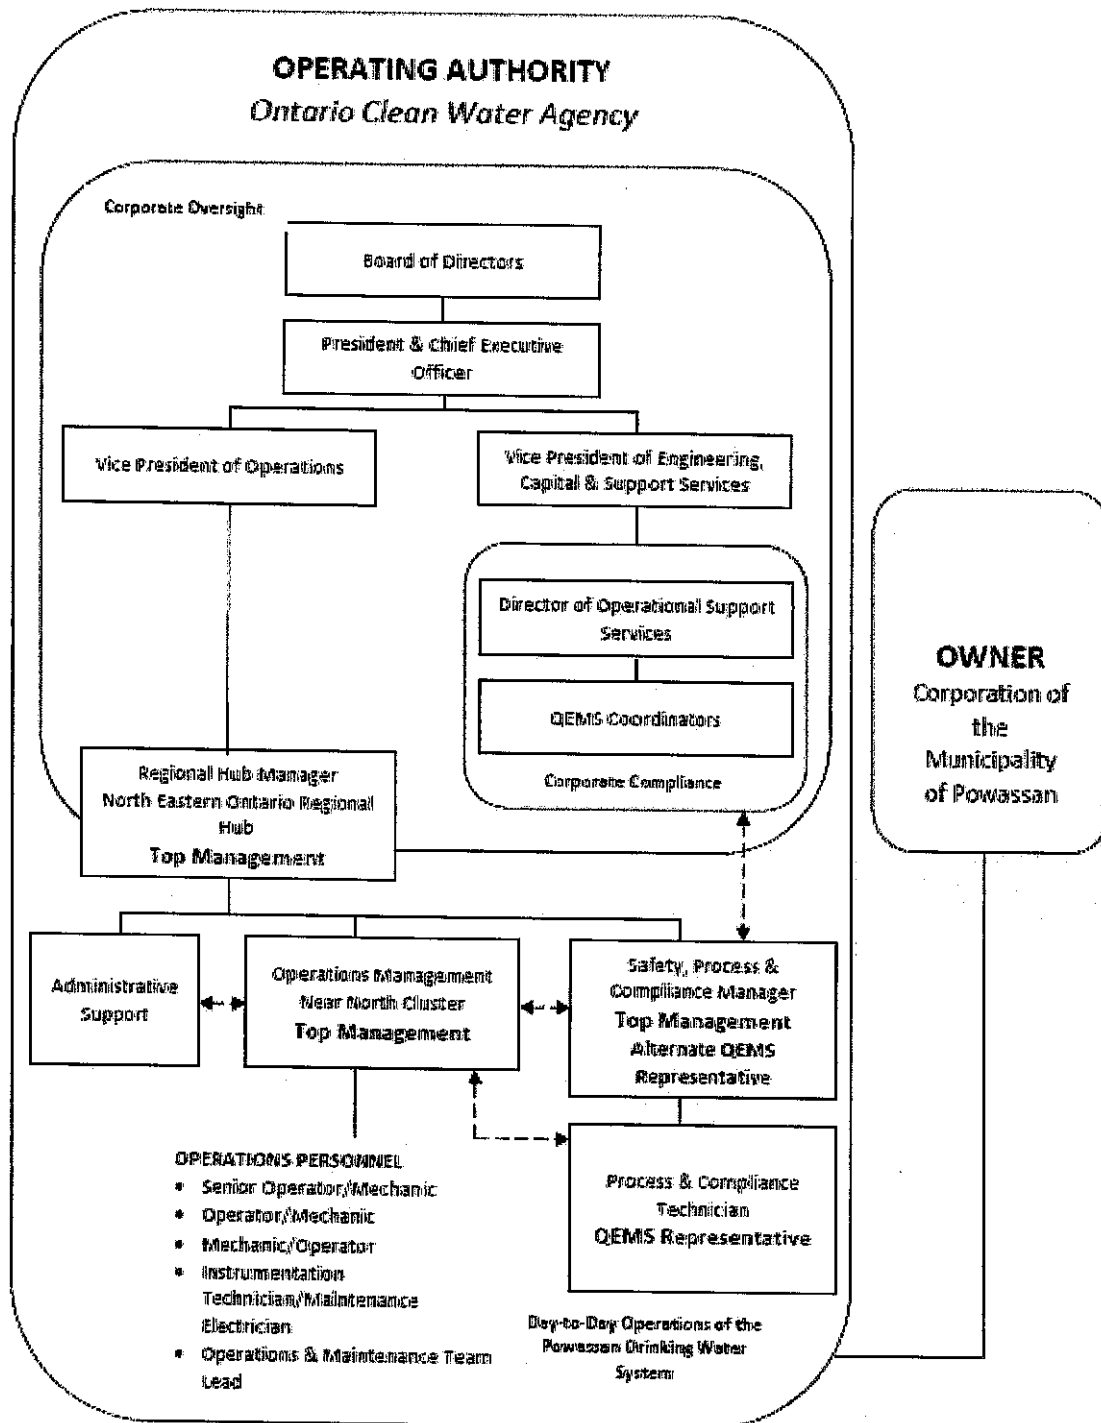 OPERATING AUTHORITY
Ontario Clean Water Agency
Corporate Oversight
Board of Directors
President & Chief Executive
Officer
Vice President of Operations
Vice President of Engineering,
Capital & Support Services
Director of Operational Support
Services
QEMS Coordinators
Corporate Compliance
OWNER
Corporation of
the
Municipality
of Powassan
Regional Hub Manager
North Eastern Ontario Regional
Hub
Top Management
Administrative
Support
Operations Management
Near North Cluster
Top Management
Safety, Process &
Compliance Manager
Top Management
Alternate QEMS
Representative
OPERATIONS PERSONNEL
• Senior Operator/Mechanic
• Operator/Mechanic
• Mechanic/Operator
• Instrumentation
Technician/Maintenance
Electrician
• Operations & Maintenance Team
Lead
Process & Compliance
Technician
QEMS Representative
Day-to-Day Operations of the
Powassan Drinking Water
System